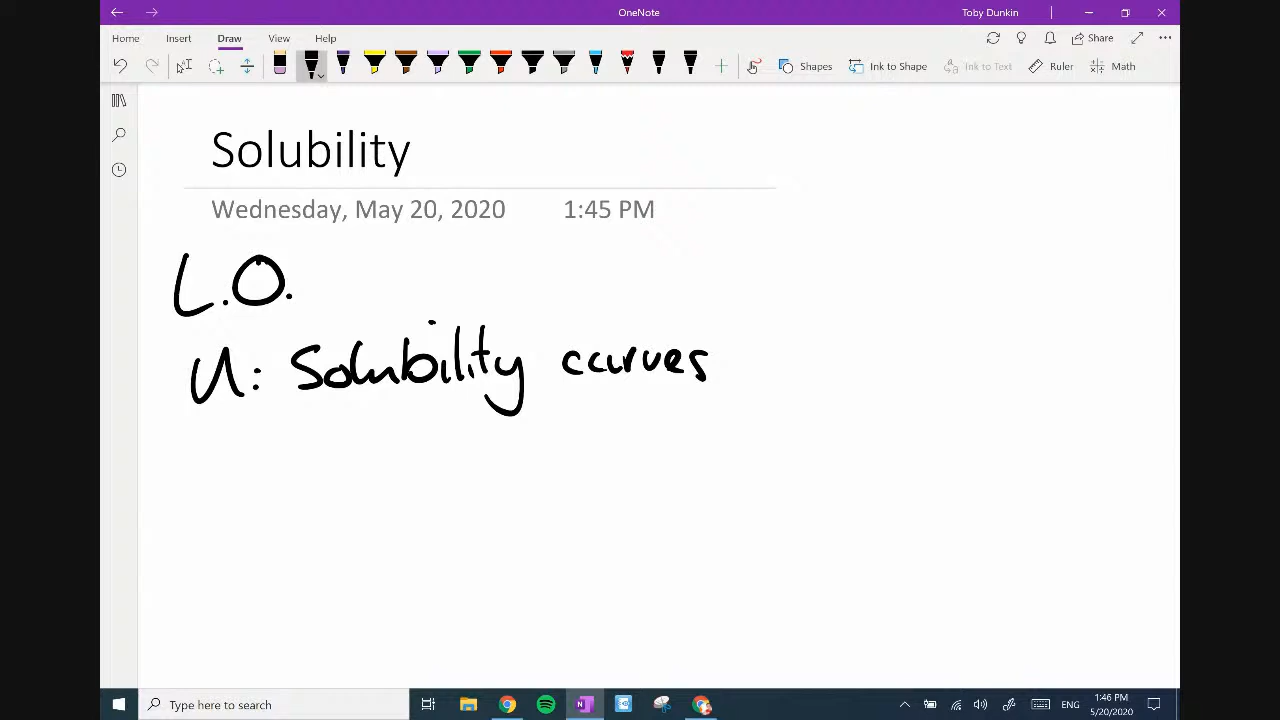 OneNote
Toby Dunkin
Home Insert Draw View Help
Share
Shapes Ink to Shape Ink to Text Ruler Math
Solubility
Wednesday, May 20, 2020 1:45 PM
L.O.
U: Solubility curves
Type here to search
ENG
1:46 PM
5/20/2020